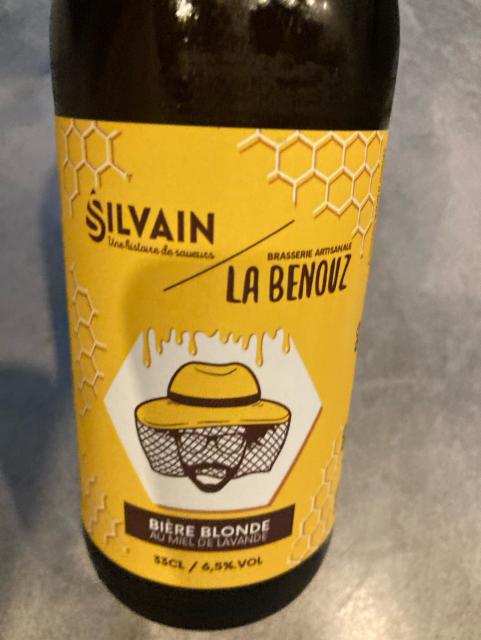 SILVAIN
Une histoire de saveurs
BRASSERIE ARTISANALE
LA BENOUZ
BIÈRE BLONDE
AU MIEL DE LAVANDE
33CL / 6,5%.VOL